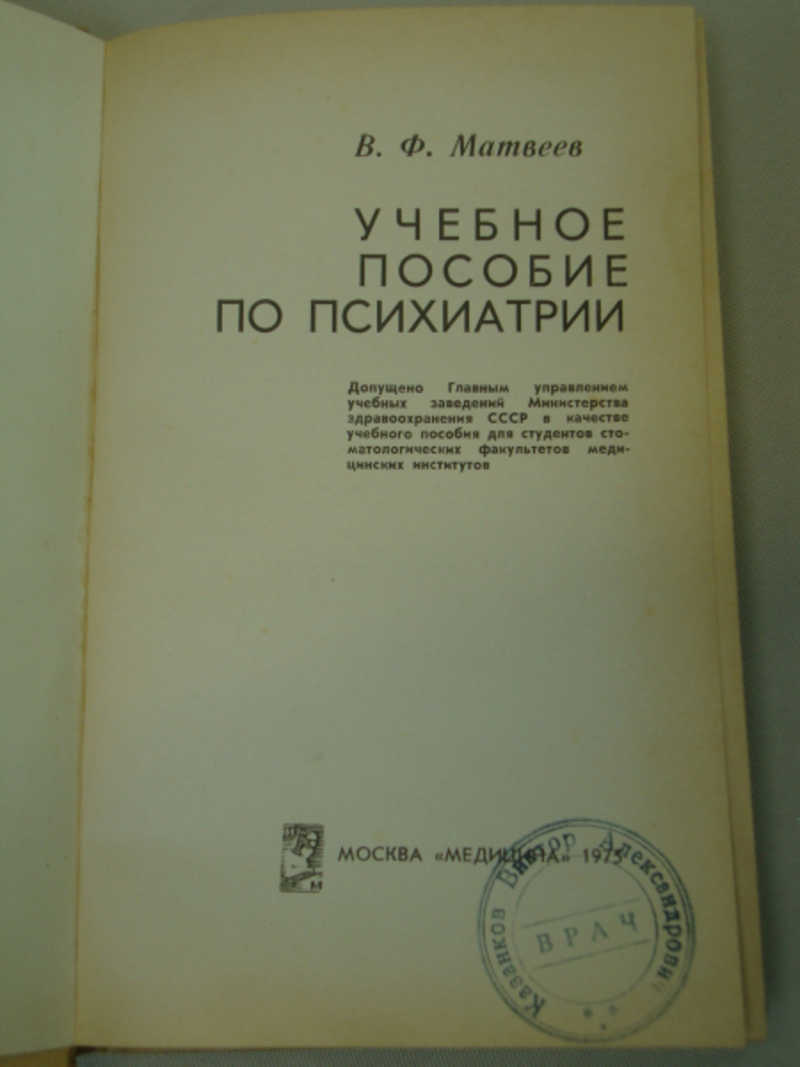 В. Ф. Матвеев
УЧЕБНОЕ
ПОСОБИЕ
ПО ПСИХИАТРИИ
Допущено Главным управлением
учебных заведений Министерства
здравоохранения СССР в качестве
учебного пособия для студентов сто-
матологических факультетов меди-
цинских институтов
М
МОСКВА «МЕДИЦИНА» 1975
Казанков Виктор Александрович
ВРАЧ